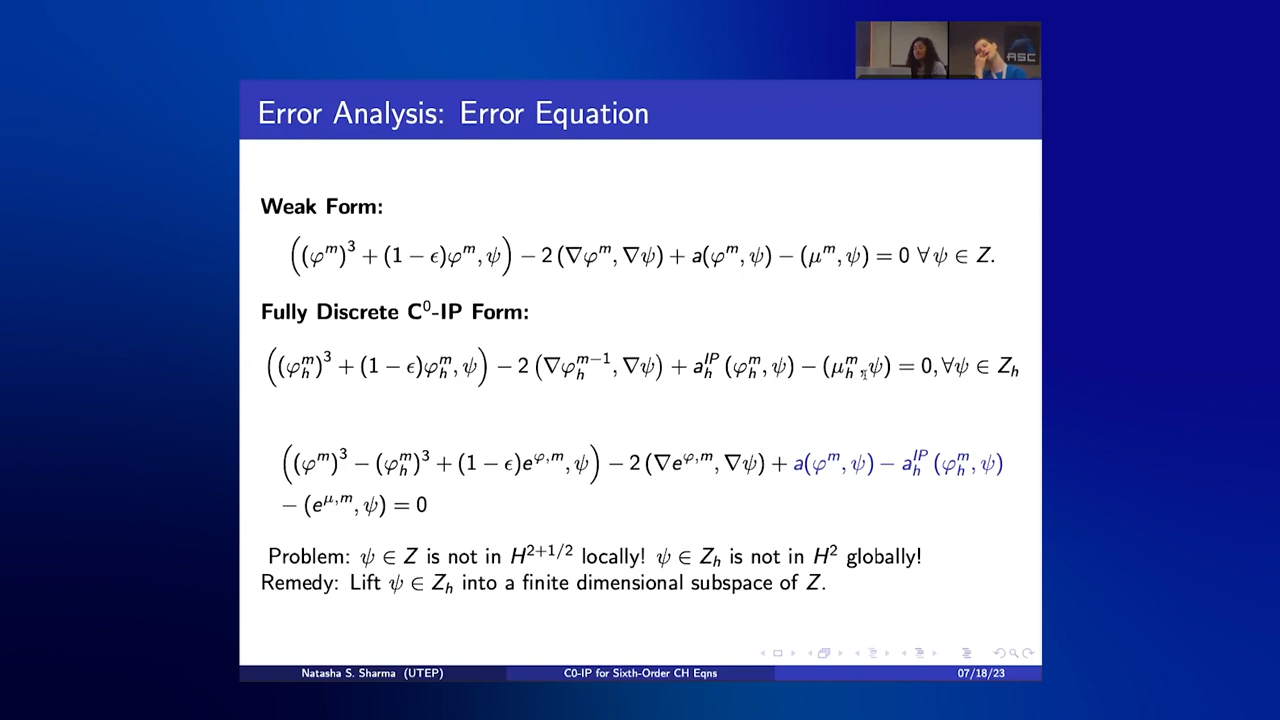 ASC
Error Analysis: Error Equation
Weak Form:
((φ^m)^3 + (1 − ϵ)φ^m, ψ) − 2 (∇φ^m, ∇ψ) + a(φ^m, ψ) − (μ^m, ψ) = 0 ∀ψ ∈ Z.
Fully Discrete C^0-IP Form:
((φ_h^m)^3 + (1 − ϵ)φ_h^m, ψ) − 2 (∇φ_h^{m−1}, ∇ψ) + a_h^{IP} (φ_h^m, ψ) − (μ_h^m, ψ) = 0, ∀ψ ∈ Z_h
((φ^m)^3 − (φ_h^m)^3 + (1 − ϵ)e^{φ,m}, ψ) − 2 (∇e^{φ,m}, ∇ψ) + a(φ^m, ψ) − a_h^{IP} (φ_h^m, ψ)
− (e^{μ,m}, ψ) = 0
Problem: ψ ∈ Z is not in H^{2+1/2} locally! ψ ∈ Z_h is not in H^2 globally!
Remedy: Lift ψ ∈ Z_h into a finite dimensional subspace of Z.
Natasha S. Sharma (UTEP) C0-IP for Sixth-Order CH Eqns 07/18/23